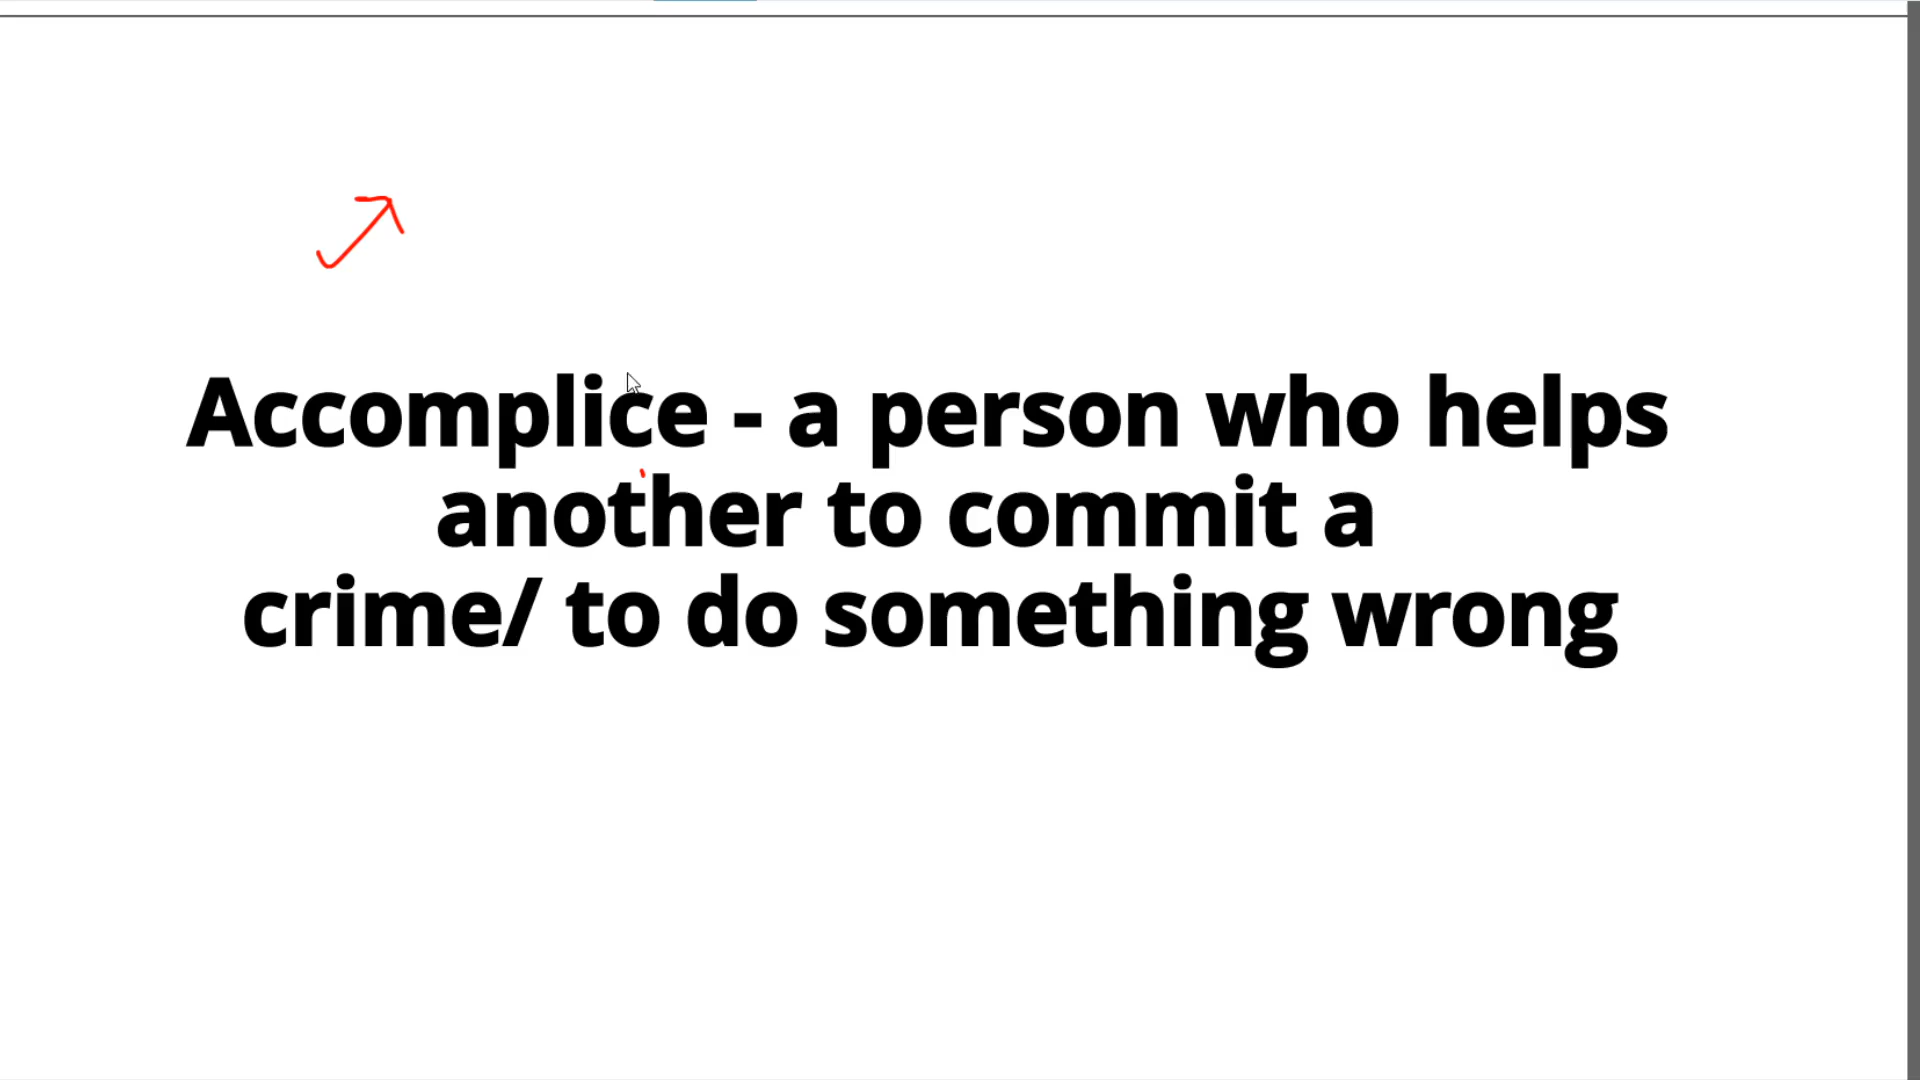 Accomplice - a person who helps
another to commit a
crime/ to do something wrong